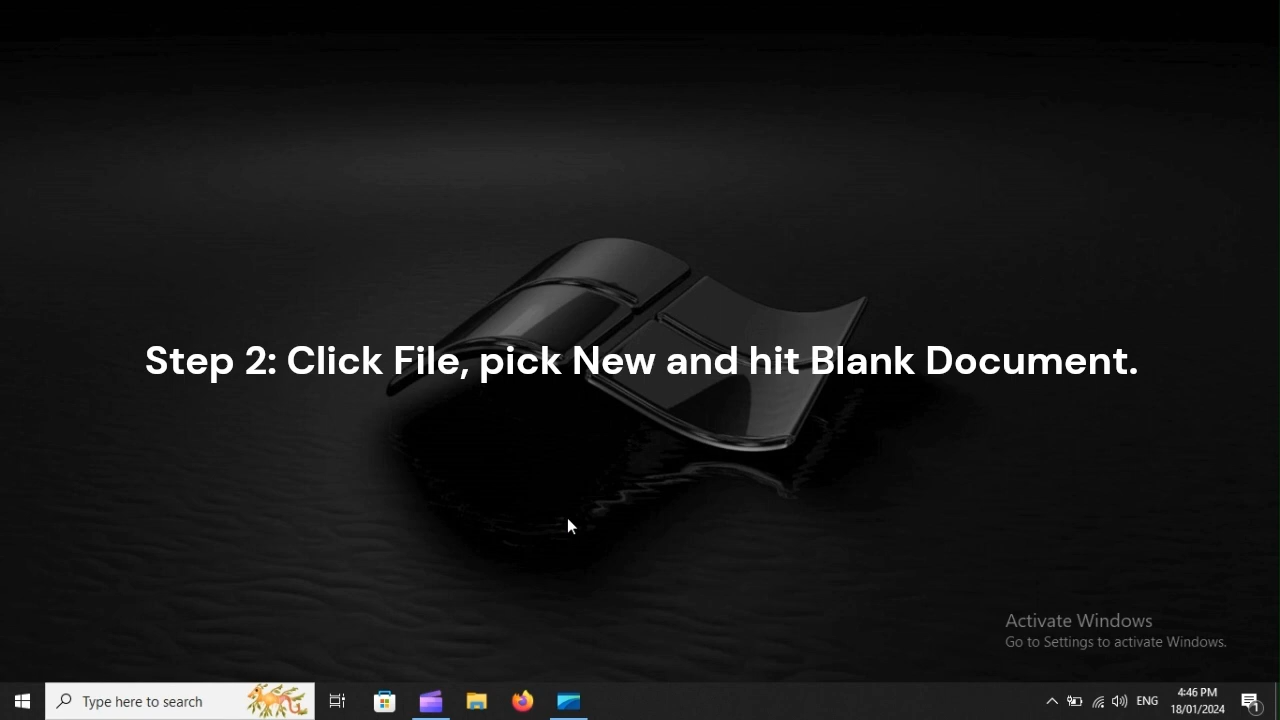 Step 2: Click File, pick New and hit Blank Document.
Activate Windows
Go to Settings to activate Windows.
Type here to search
ENG
4:46 PM
18/01/2024
1